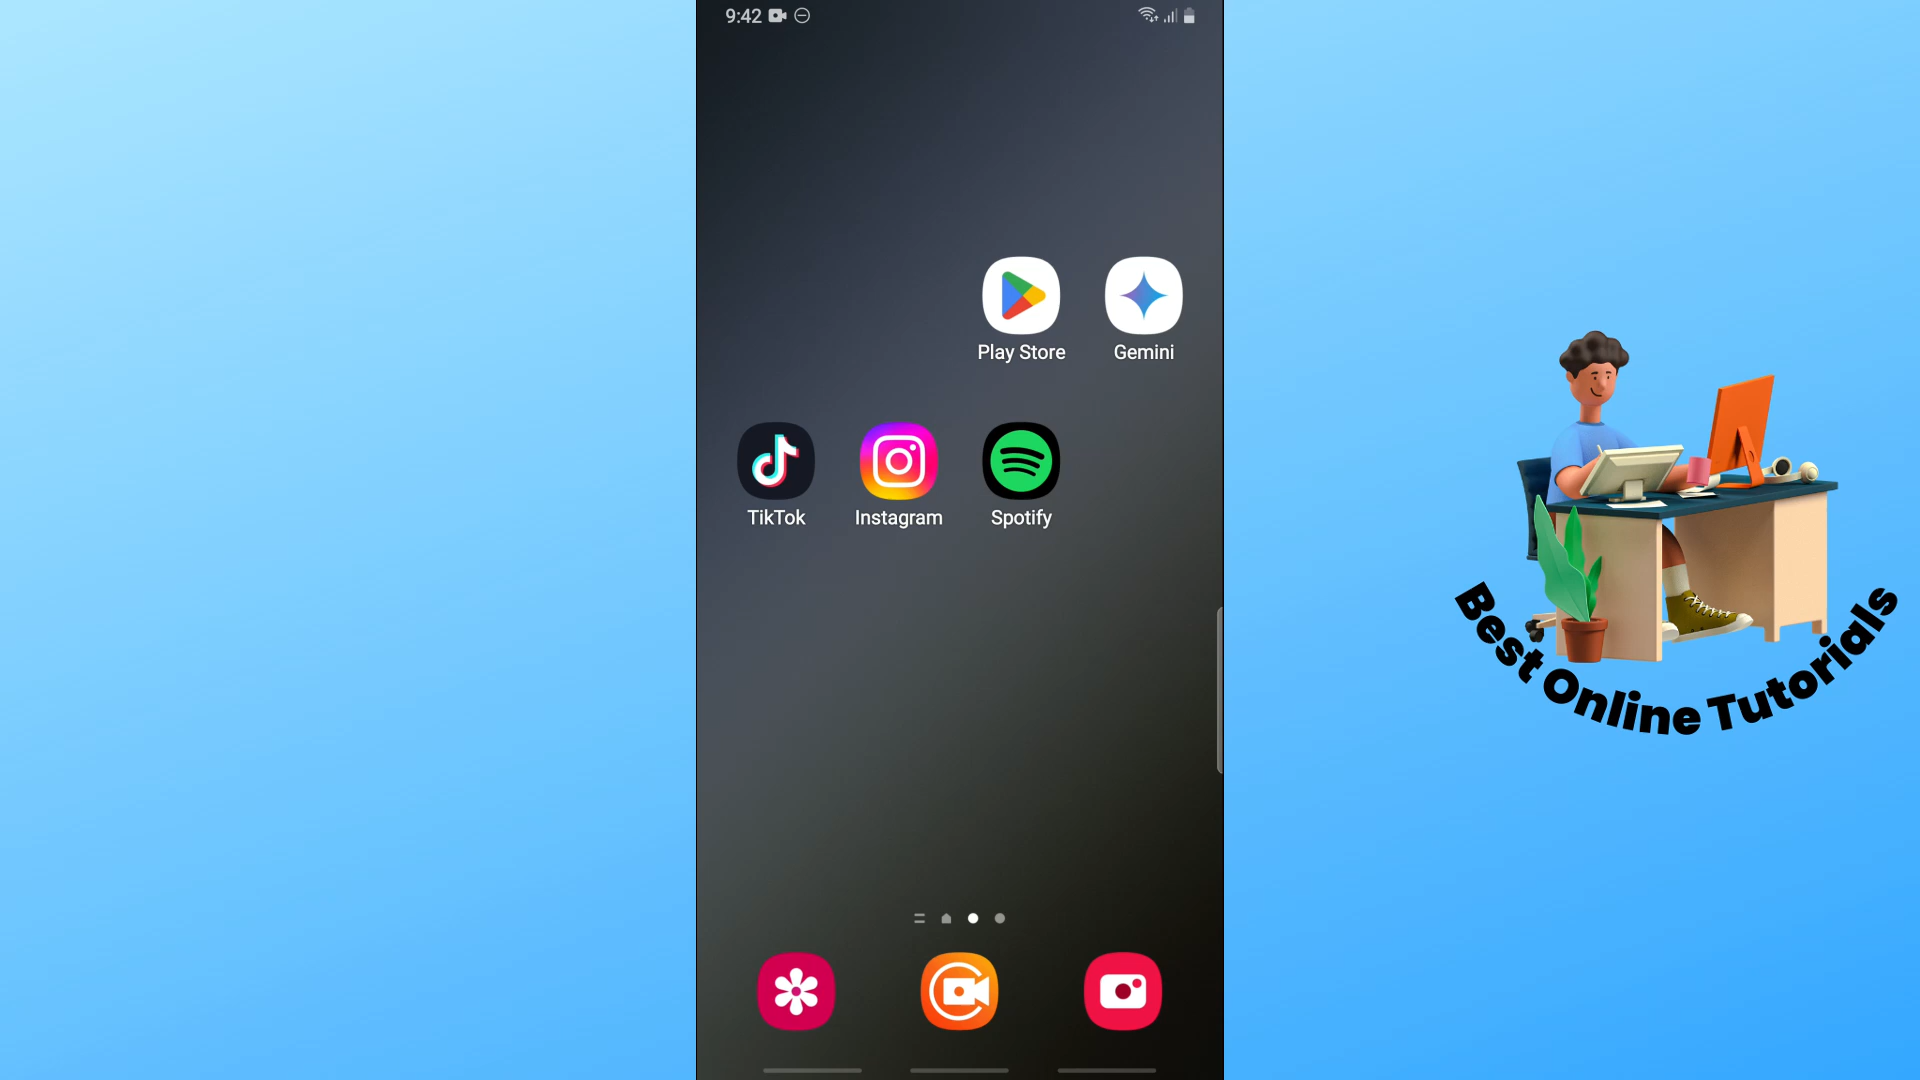 9:42
Play Store
Gemini
TikTok
Instagram
Spotify
Best Online Tutorials